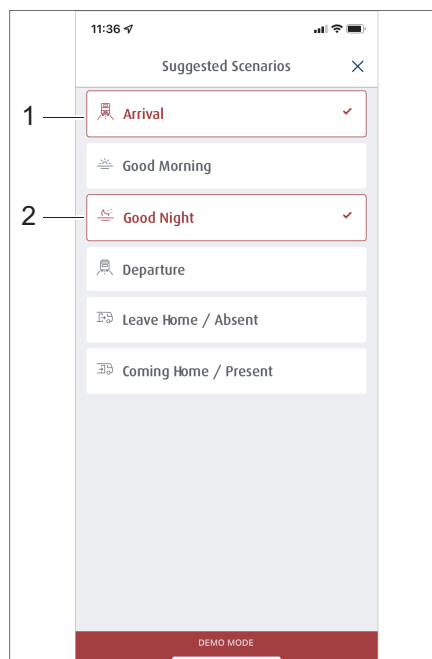 11:36
Suggested Scenarios
1
Arrival
Good Morning
2
Good Night
Departure
Leave Home / Absent
Coming Home / Present
DEMO MODE